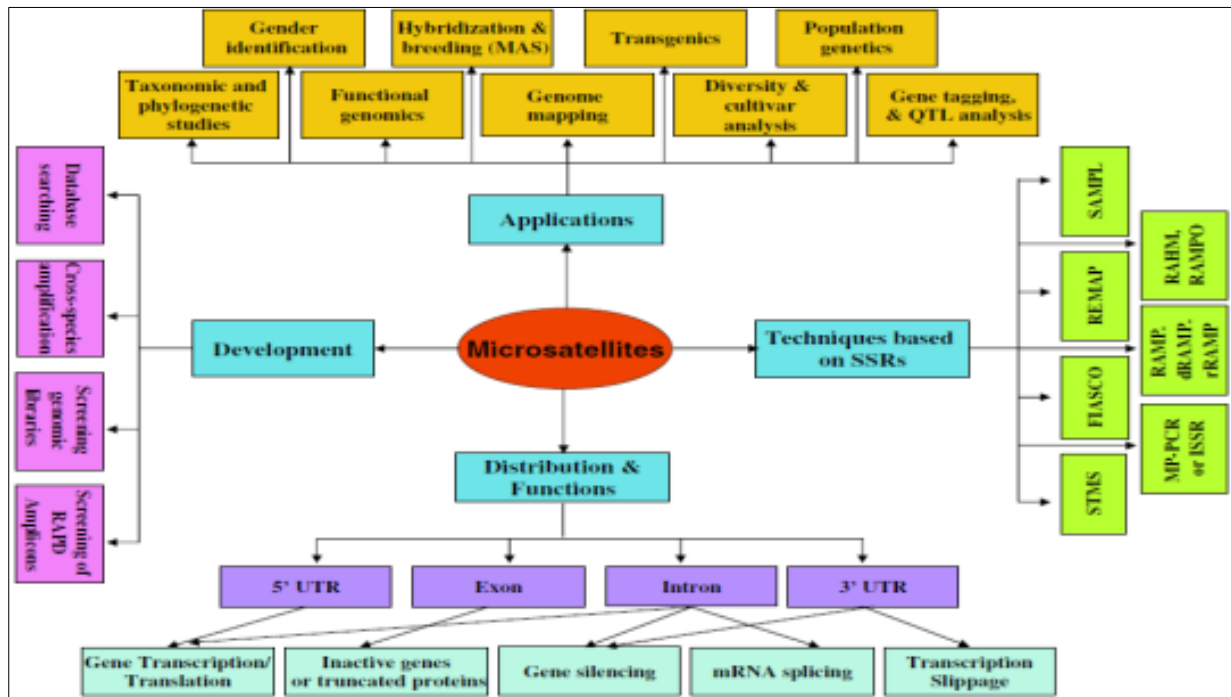 Gender
identification
Hybridization &
breeding (MAS)
Transgenics
Population
genetics
Taxonomic and
phylogenetic
studies
Functional
genomics
Genome
mapping
Diversity &
cultivar
analysis
Gene tagging,
& QTL analysis
Database
searching
Cross-species
amplification
Screening
genomic
libraries
Screening of
RAPD
Amplicons
Applications
Development
Microsatellites
Techniques based
on SSRs
Distribution &
Functions
SAMPL
RAHM,
RAMPO
REMAP
RAMP,
dRAMP,
rRAMP
FIASCO
MP-PCR
or ISSR
STMS
5' UTR
Exon
Intron
3' UTR
Gene Transcription/
Translation
Inactive genes
or truncated proteins
Gene silencing
mRNA splicing
Transcription
Slippage